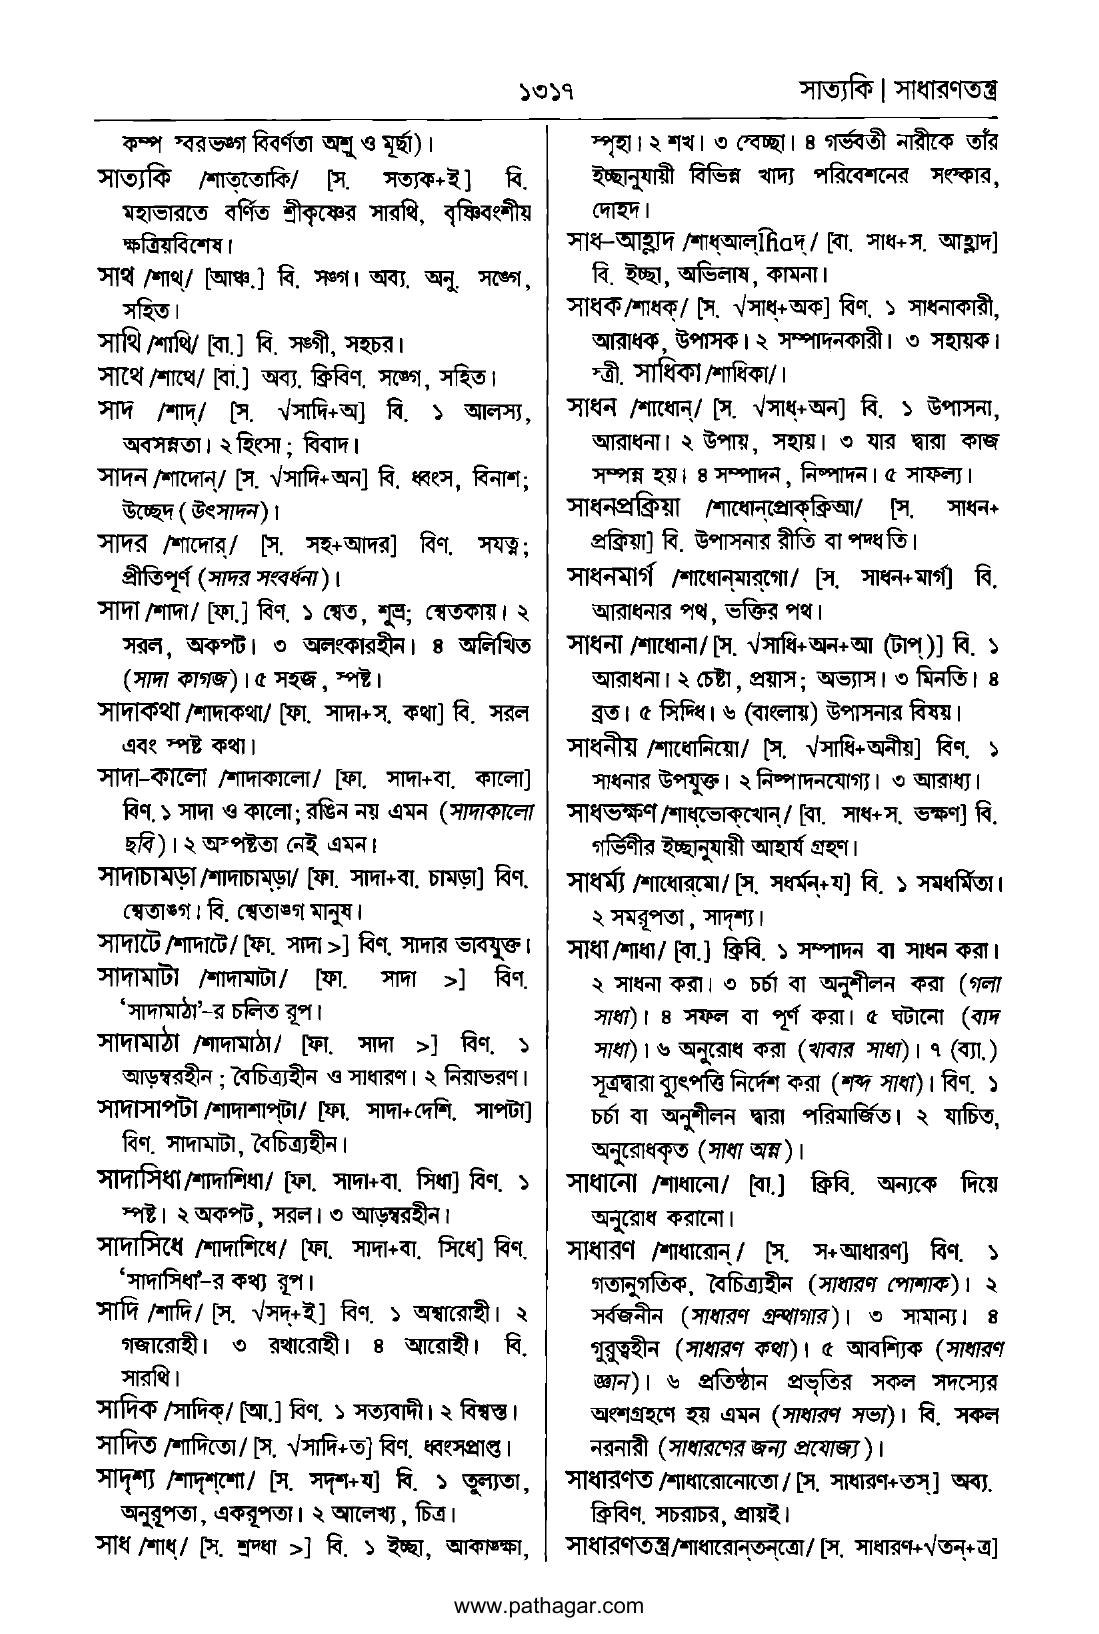 ১৩১৭
সাত্যকি | সাধারণতন্ত্র
কম্প স্বরভঙ্গ বিবর্ণতা অশ্রু ও মূর্ছা)।
সাত্যকি /শাত্‌তোকি/ [স. সত্যক+ই] বি.
মহাভারতে বর্ণিত শ্রীকৃষ্ণের সারথি, বৃষ্ণিবংশীয়
ক্ষত্রিয়বিশেষ।
সাথ /শাথ্‌/ [আঞ্চ.] বি. সঙ্গ। অব্য. অনু. সঙ্গে,
সহিত।
সাথি /শাথি/ [বা.] বি. সঙ্গী, সহচর।
সাথে /শাথে/ [বা.] অব্য. ক্রিবিণ. সঙ্গে, সহিত।
সাদ /শাদ্‌/ [স. √সাদি+অ] বি. ১ আলস্য,
অবসন্নতা। ২ হিংসা; বিবাদ।
সাদন /শাদোন্‌/ [স. √সাদি+অন] বি. ধ্বংস, বিনাশ;
উচ্ছেদ (উৎসাদন)।
সাদর /শাদোর্‌/ [স. সহ+আদর] বিণ. সযত্ন;
প্রীতিপূর্ণ (সাদর সংবর্ধনা)।
সাদা /শাদা/ [ফা.] বিণ. ১ শ্বেত, শুভ্র; শ্বেতকায়। ২
সরল, অকপট। ৩ অলংকারহীন। ৪ অলিখিত
(সাদা কাগজ)। ৫ সহজ, স্পষ্ট।
সাদাকথা /শাদাকথা/ [ফা. সাদা+স. কথা] বি. সরল
এবং স্পষ্ট কথা।
সাদা-কালো /শাদাকালো/ [ফা. সাদা+বা. কালো]
বিণ. ১ সাদা ও কালো; রঙিন নয় এমন (সাদাকালো
ছবি)। ২ অস্পষ্টতা নেই এমন।
সাদাচামড়া /শাদাচাম্‌ড়া/ [ফা. সাদা+বা. চামড়া] বিণ.
শ্বেতাঙ্গ। বি. শ্বেতাঙ্গ মানুষ।
সাদাটে /শাদাটে/ [ফা. সাদা >] বিণ. সাদার ভাবযুক্ত।
সাদামাটা /শাদামাটা/ [ফা. সাদা >] বিণ.
‘সাদামাঠা’-র চলিত রূপ।
সাদামাঠা /শাদামাঠা/ [ফা. সাদা >] বিণ. ১
আড়ম্বরহীন; বৈচিত্র্যহীন ও সাধারণ। ২ নিরাভরণ।
সাদাসাপটা /শাদাশাপ্‌টা/ [ফা. সাদা+দেশি. সাপটা]
বিণ. সাদামাটা, বৈচিত্র্যহীন।
সাদাসিধা /শাদাশিধা/ [ফা. সাদা+বা. সিধা] বিণ. ১
স্পষ্ট। ২ অকপট, সরল। ৩ আড়ম্বরহীন।
সাদাসিধে /শাদাশিধে/ [ফা. সাদা+বা. সিধে] বিণ.
‘সাদাসিধা’-র কথ্য রূপ।
সাদি /শাদি/ [স. √সদ্‌+ই] বিণ. ১ অশ্বারোহী। ২
গজারোহী। ৩ রথারোহী। ৪ আরোহী। বি.
সারথি।
সাদিক /সাদিক্‌/ [আ.] বিণ. ১ সত্যবাদী। ২ বিশ্বস্ত।
সাদিত /শাদিতো/ [স. √সাদি+ত] বিণ. ধ্বংসপ্রাপ্ত।
সাদৃশ্য /শাদৃশ্‌শো/ [স. সদৃশ+য] বি. ১ তুল্যতা,
অনুরূপতা, একরূপতা। ২ আলেখ্য, চিত্র।
সাধ /শাধ্‌/ [স. শ্রদ্ধা >] বি. ১ ইচ্ছা, আকাঙ্ক্ষা,
স্পৃহা। ২ শখ। ৩ স্বেচ্ছা। ৪ গর্ভবতী নারীকে তাঁর
ইচ্ছানুযায়ী বিভিন্ন খাদ্য পরিবেশনের সংস্কার,
দোহদ।
সাধ-আহ্লাদ /শাধ্‌আল্‌lhaদ্‌/ [বা. সাধ+স. আহ্লাদ]
বি. ইচ্ছা, অভিলাষ, কামনা।
সাধক /শাধক্‌/ [স. √সাধ্‌+অক] বিণ. ১ সাধনাকারী,
আরাধক, উপাসক। ২ সম্পাদনকারী। ৩ সহায়ক।
স্ত্রী. সাধিকা /শাধিকা/।
সাধন /শাধোন্‌/ [স. √সাধ্‌+অন] বি. ১ উপাসনা,
আরাধনা। ২ উপায়, সহায়। ৩ যার দ্বারা কাজ
সম্পন্ন হয়। ৪ সম্পাদন, নিষ্পাদন। ৫ সাফল্য।
সাধনপ্রক্রিয়া /শাধোন্‌প্রোক্‌ক্রিআ/ [স. সাধন+
প্রক্রিয়া] বি. উপাসনার রীতি বা পদ্ধতি।
সাধনমার্গ /শাধোন্‌মার্‌গো/ [স. সাধন+মার্গ] বি.
আরাধনার পথ, ভক্তির পথ।
সাধনা /শাধোনা/ [স. √সাধি+অন+আ (টাপ্‌)] বি. ১
আরাধনা। ২ চেষ্টা, প্রয়াস; অভ্যাস। ৩ মিনতি। ৪
ব্রত। ৫ সিদ্ধি। ৬ (বাংলায়) উপাসনার বিষয়।
সাধনীয় /শাধোনিয়ো/ [স. √সাধি+অনীয়] বিণ. ১
সাধনার উপযুক্ত। ২ নিষ্পাদনযোগ্য। ৩ আরাধ্য।
সাধভক্ষণ /শাধ্‌ভোক্‌খোন্‌/ [বা. সাধ+স. ভক্ষণ] বি.
গর্ভিণীর ইচ্ছানুযায়ী আহার্য গ্রহণ।
সাধর্ম্য /শাধোর্‌মো/ [স. সধর্মন্‌+য] বি. ১ সমধর্মিতা।
২ সমরূপতা, সাদৃশ্য।
সাধা /শাধা/ [বা.] ক্রিবি. ১ সম্পাদন বা সাধন করা।
২ সাধনা করা। ৩ চর্চা বা অনুশীলন করা (গলা
সাধা)। ৪ সফল বা পূর্ণ করা। ৫ ঘটানো (বাদ
সাধা)। ৬ অনুরোধ করা (খাবার সাধা)। ৭ (ব্যা.)
সূত্রদ্বারা ব্যুৎপত্তি নির্দেশ করা (শব্দ সাধা)। বিণ. ১
চর্চা বা অনুশীলন দ্বারা পরিমার্জিত। ২ যাচিত,
অনুরোধকৃত (সাধা অন্ন)।
সাধানো /শাধানো/ [বা.] ক্রিবি. অন্যকে দিয়ে
অনুরোধ করানো।
সাধারণ /শাধারোন্‌/ [স. স+আধারণ] বিণ. ১
গতানুগতিক, বৈচিত্র্যহীন (সাধারণ পোশাক)। ২
সর্বজনীন (সাধারণ গ্রন্থাগার)। ৩ সামান্য। ৪
গুরুত্বহীন (সাধারণ কথা)। ৫ আবশ্যিক (সাধারণ
জ্ঞান)। ৬ প্রতিষ্ঠান প্রভৃতির সকল সদস্যের
অংশগ্রহণে হয় এমন (সাধারণ সভা)। বি. সকল
নরনারী (সাধারণের জন্য প্রযোজ্য)।
সাধারণত /শাধারোনোতো/ [স. সাধারণ+তস্‌] অব্য.
ক্রিবিণ. সচরাচর, প্রায়ই।
সাধারণতন্ত্র /শাধারোন্‌তন্‌ত্রো/ [স. সাধারণ+√তন্‌+ত্র]
www.pathagar.com